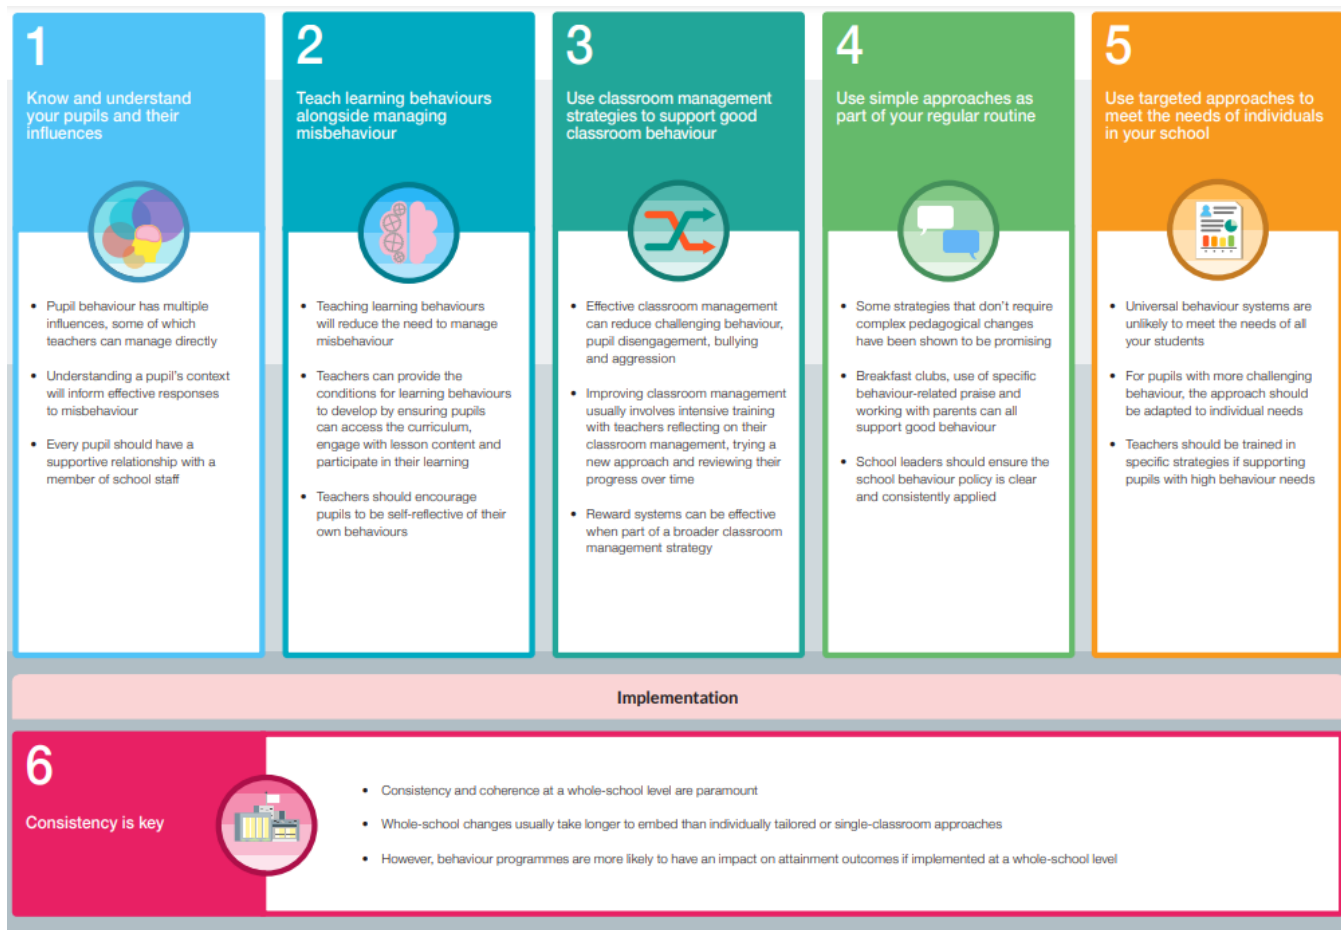 1
Know and understand
your pupils and their
influences
• Pupil behaviour has multiple
influences, some of which
teachers can manage directly
• Understanding a pupil's context
will inform effective responses
to misbehaviour
• Every pupil should have a
supportive relationship with a
member of school staff
2
Teach learning behaviours
alongside managing
misbehaviour
• Teaching learning behaviours
will reduce the need to manage
misbehaviour
• Teachers can provide the
conditions for learning behaviours
to develop by ensuring pupils
can access the curriculum,
engage with lesson content and
participate in their learning
• Teachers should encourage
pupils to be self-reflective of their
own behaviours
3
Use classroom management
strategies to support good
classroom behaviour
• Effective classroom management
can reduce challenging behaviour,
pupil disengagement, bullying
and aggression
• Improving classroom management
usually involves intensive training
with teachers reflecting on their
classroom management, trying a
new approach and reviewing their
progress over time
• Reward systems can be effective
when part of a broader classroom
management strategy
4
Use simple approaches as
part of your regular routine
• Some strategies that don't require
complex pedagogical changes
have been shown to be promising
• Breakfast clubs, use of specific
behaviour-related praise and
working with parents can all
support good behaviour
• School leaders should ensure the
school behaviour policy is clear
and consistently applied
5
Use targeted approaches to
meet the needs of individuals
in your school
• Universal behaviour systems are
unlikely to meet the needs of all
your students
• For pupils with more challenging
behaviour, the approach should
be adapted to individual needs
• Teachers should be trained in
specific strategies if supporting
pupils with high behaviour needs
Implementation
6
Consistency is key
• Consistency and coherence at a whole-school level are paramount
• Whole-school changes usually take longer to embed than individually tailored or single-classroom approaches
• However, behaviour programmes are more likely to have an impact on attainment outcomes if implemented at a whole-school level